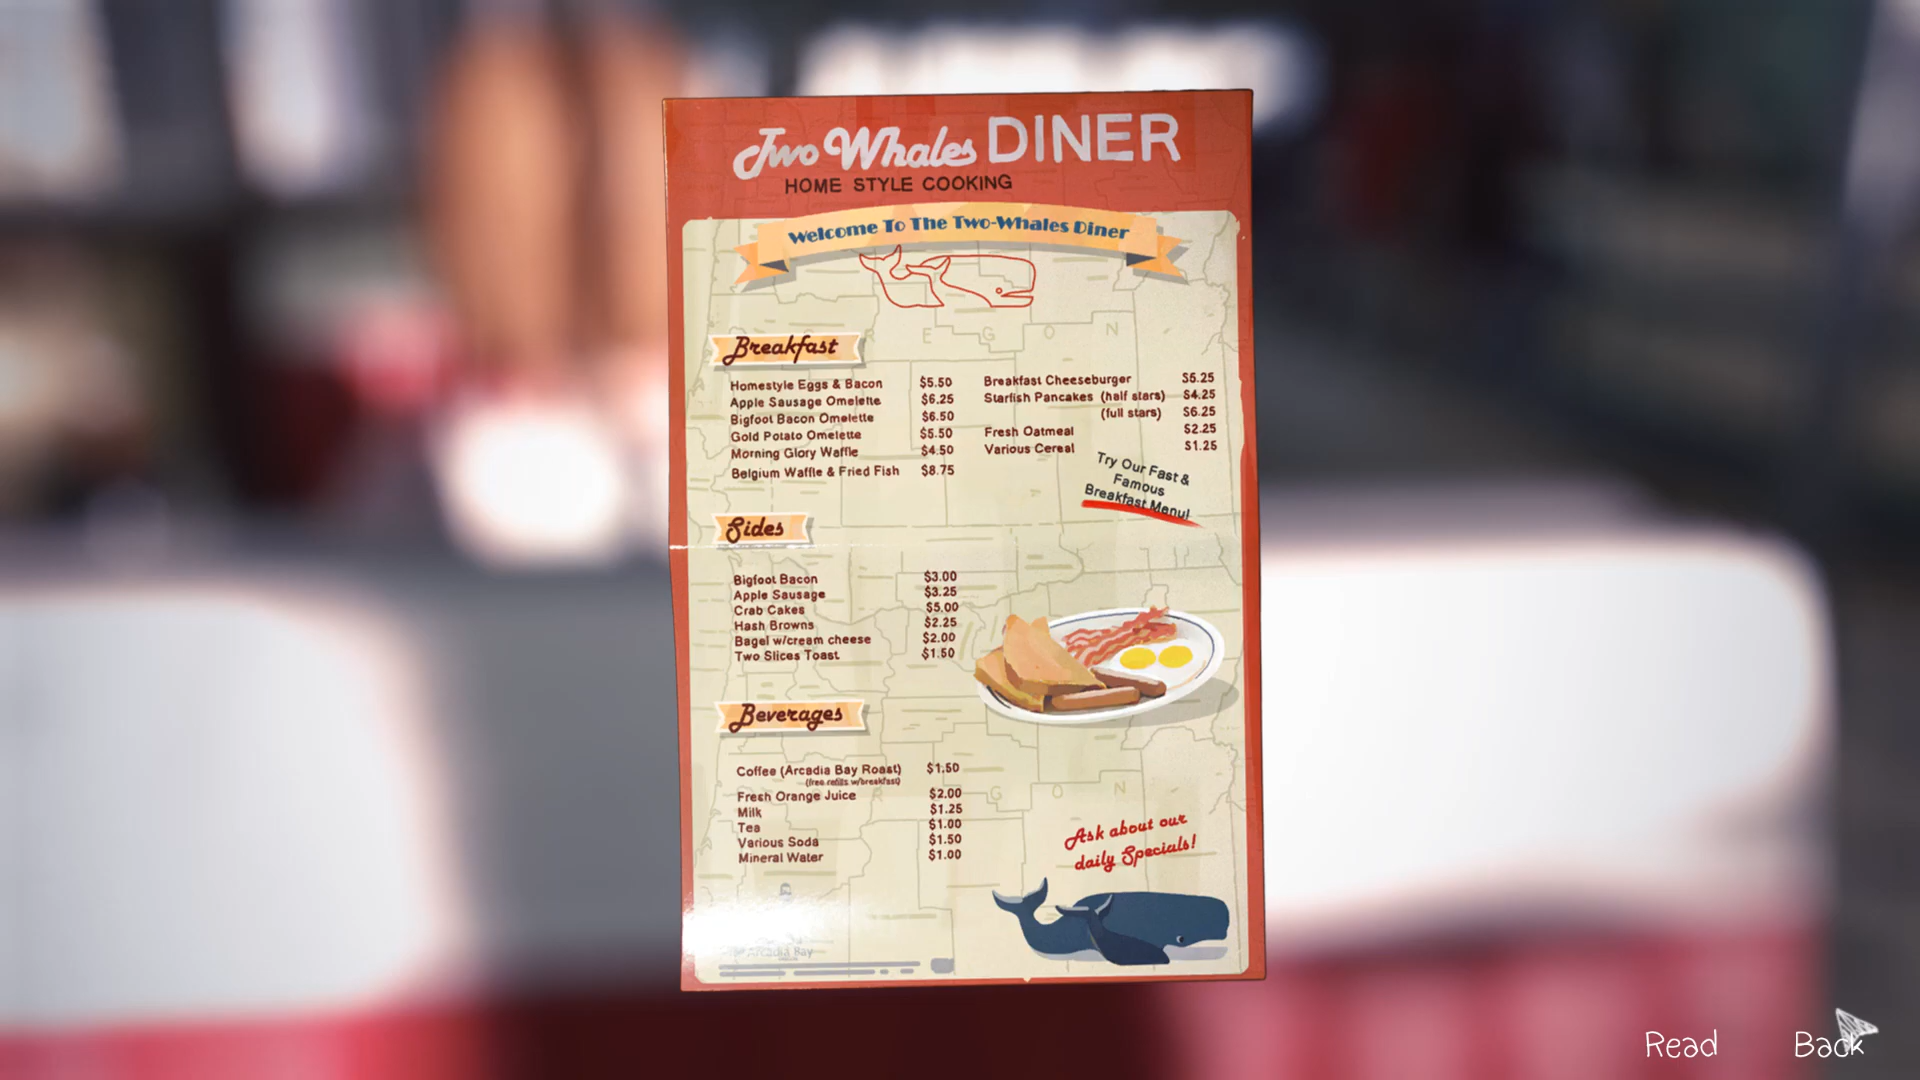 Two Whales DINER
HOME STYLE COOKING
Welcome To The Two-Whales Diner
OREGON
Breakfast
Homestyle Eggs & Bacon $5.50
Apple Sausage Omelette $6.25
Bigfoot Bacon Omelette $6.50
Gold Potato Omelette $5.50
Morning Glory Waffle $4.50
Belgium Waffle & Fried Fish $8.75
Breakfast Cheeseburger $5.25
Starfish Pancakes (half stars) $4.25
(full stars) $6.25
Fresh Oatmeal $2.25
Various Cereal $1.25
Try Our Fast &
Famous
Breakfast Menu!
Sides
Bigfoot Bacon $3.00
Apple Sausage $3.25
Crab Cakes $5.00
Hash Browns $2.25
Bagel w/cream cheese $2.00
Two Slices Toast $1.50
Beverages
Coffee (Arcadia Bay Roast) $1.50
(free refills w/breakfast)
Fresh Orange Juice $2.00
Milk $1.25
Tea $1.00
Various Soda $1.50
Mineral Water $1.00
G O N
Ask about our
daily Specials!
Arcadia Bay
Read Back